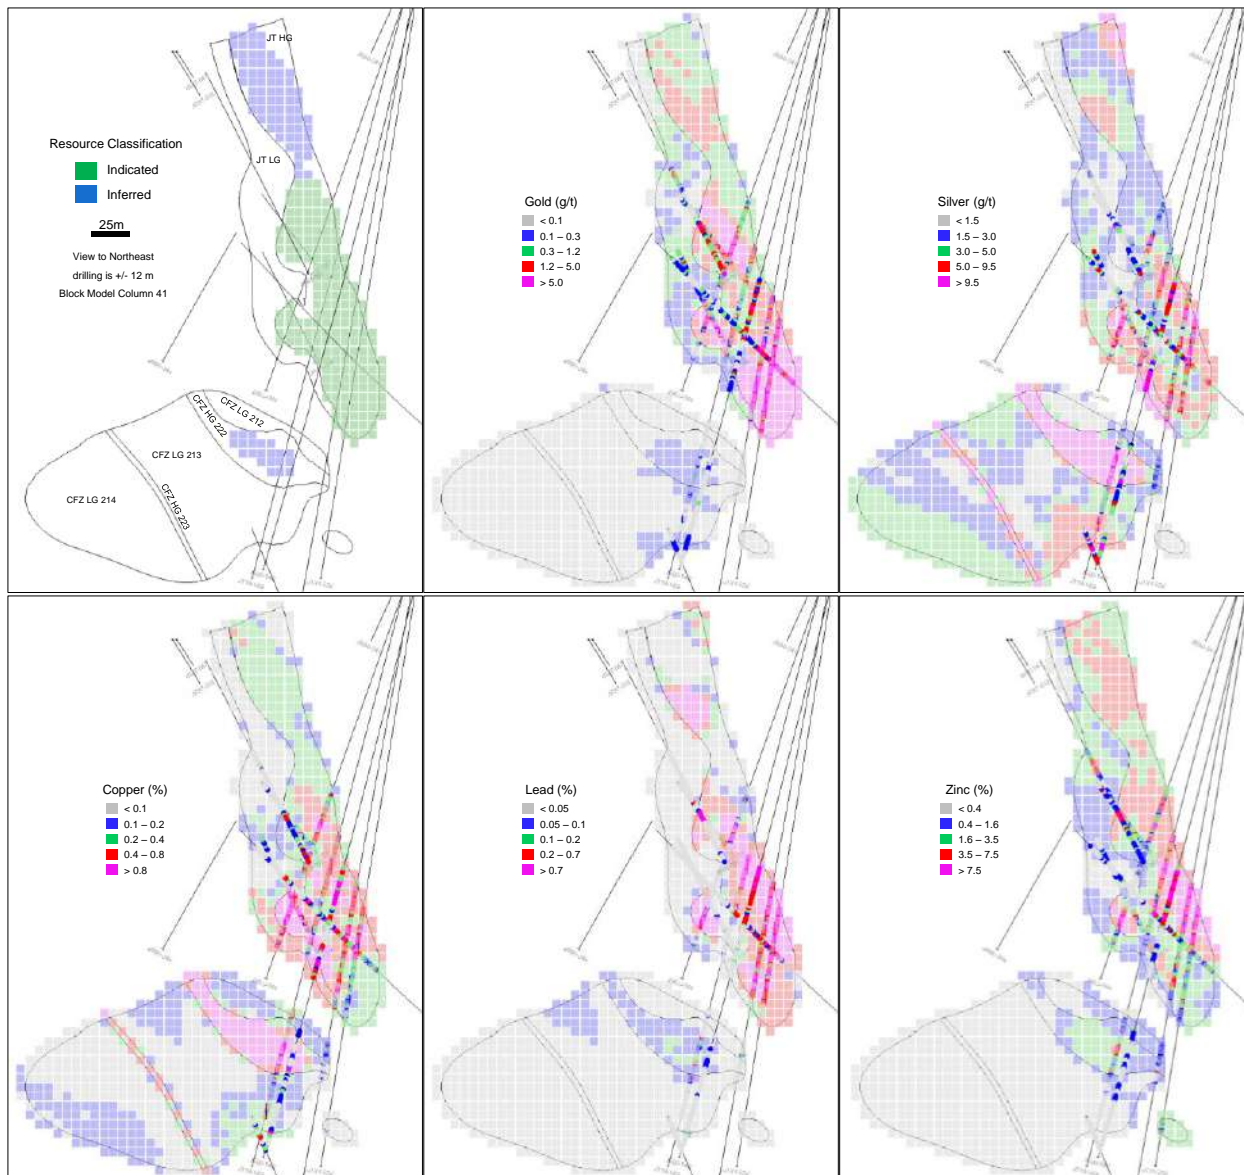 JT HG
JT LG
Resource Classification
Indicated
Inferred
25m
View to Northeast
drilling is +/- 12 m
Block Model Column 41
CFZ LG 212
CFZ HG 222
CFZ LG 213
CFZ HG 223
CFZ LG 214
Gold (g/t)
< 0.1
0.1 – 0.3
0.3 – 1.2
1.2 – 5.0
> 5.0
Silver (g/t)
< 1.5
1.5 – 3.0
3.0 – 5.0
5.0 – 9.5
> 9.5
Copper (%)
< 0.1
0.1 – 0.2
0.2 – 0.4
0.4 – 0.8
> 0.8
Lead (%)
< 0.05
0.05 – 0.1
0.1 – 0.2
0.2 – 0.7
> 0.7
Zinc (%)
< 0.4
0.4 – 1.6
1.6 – 3.5
3.5 – 7.5
> 7.5